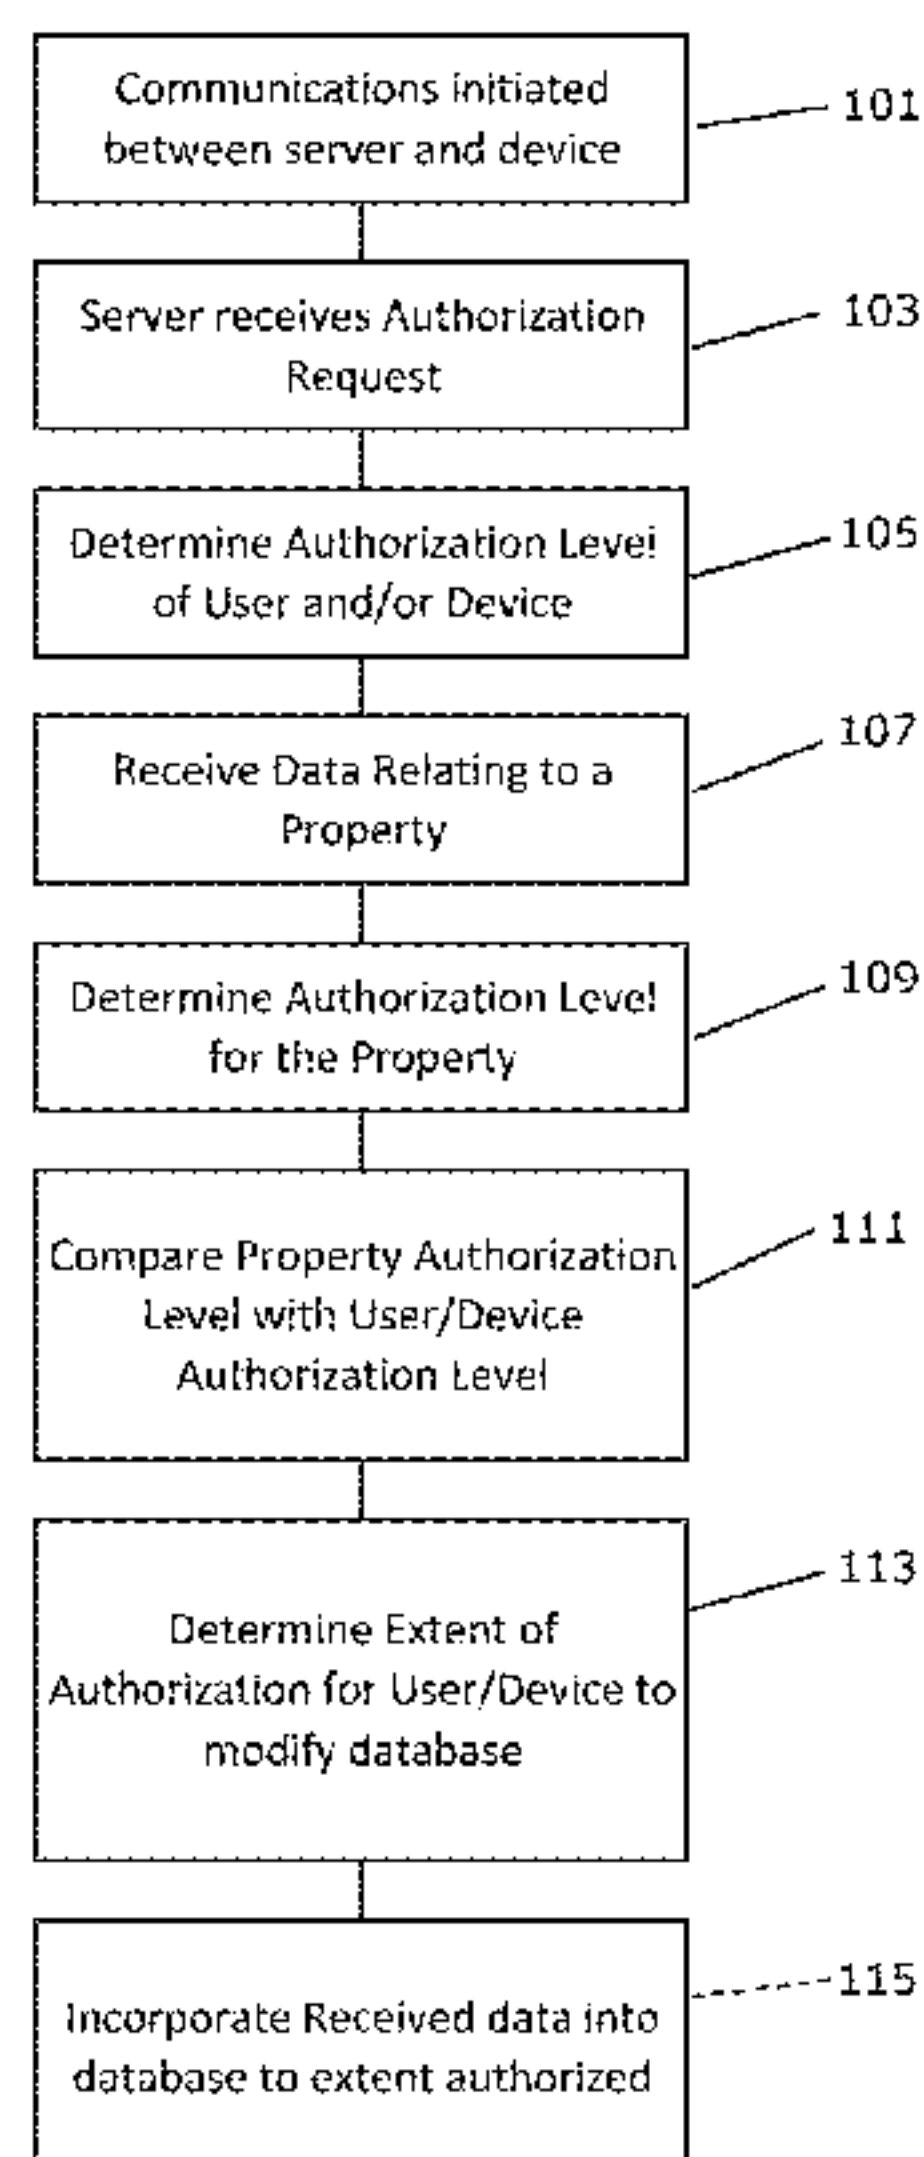 Communications initiated
between server and device
101
Server receives Authorization
Request
103
Determine Authorization Level
of User and/or Device
105
Receive Data Relating to a
Property
107
Determine Authorization Level
for the Property
109
Compare Property Authorization
Level with User/Device
Authorization Level
111
Determine Extent of
Authorization for User/Device to
modify database
113
Incorporate Received data into
database to extent authorized
115